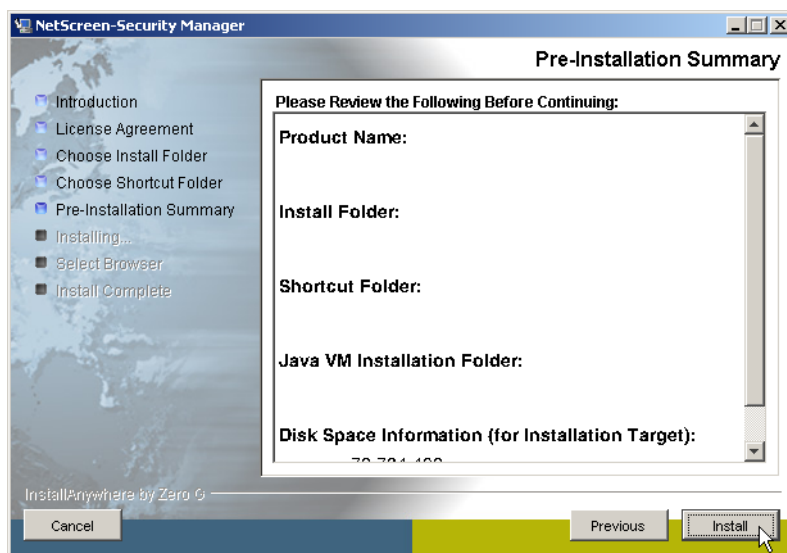 NetScreen-Security Manager
Pre-Installation Summary
Introduction
License Agreement
Choose Install Folder
Choose Shortcut Folder
Pre-Installation Summary
Installing...
Select Browser
Install Complete
Please Review the Following Before Continuing:
Product Name:
Install Folder:
Shortcut Folder:
Java VM Installation Folder:
Disk Space Information (for Installation Target):
InstallAnywhere by Zero G
Cancel
Previous
Install